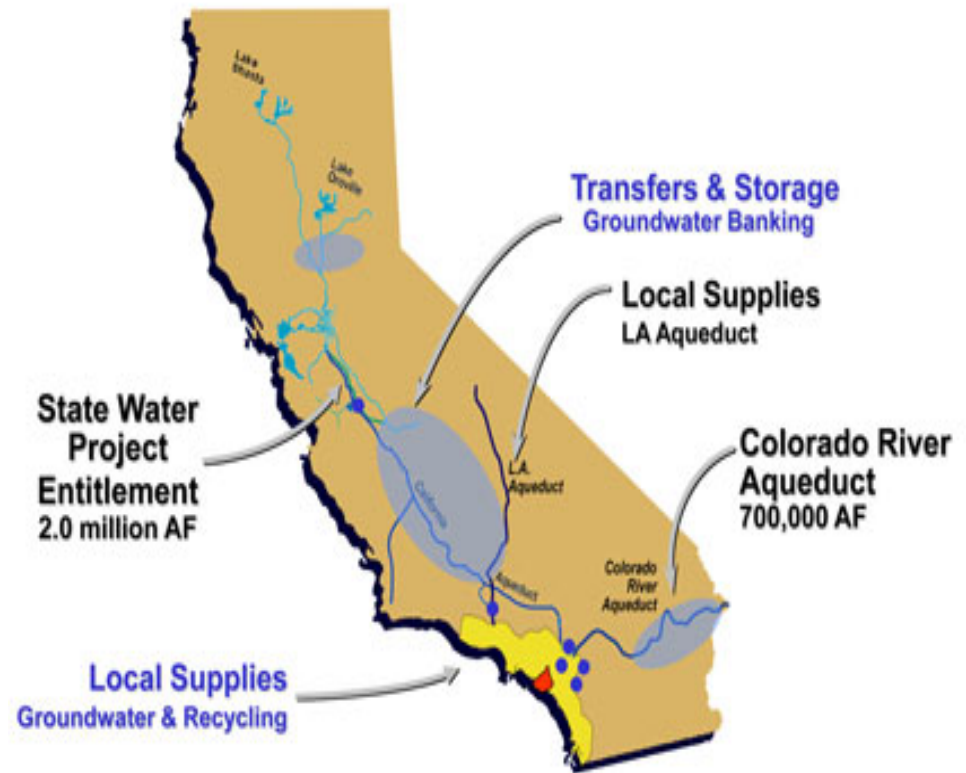 Lake
Shasta
Lake
Oroville
Transfers & Storage
Groundwater Banking
Local Supplies
LA Aqueduct
State Water
Project
Entitlement
2.0 million AF
Colorado River
Aqueduct
700,000 AF
L.A.
Aqueduct
California
Aqueduct
Colorado
River
Aqueduct
Local Supplies
Groundwater & Recycling